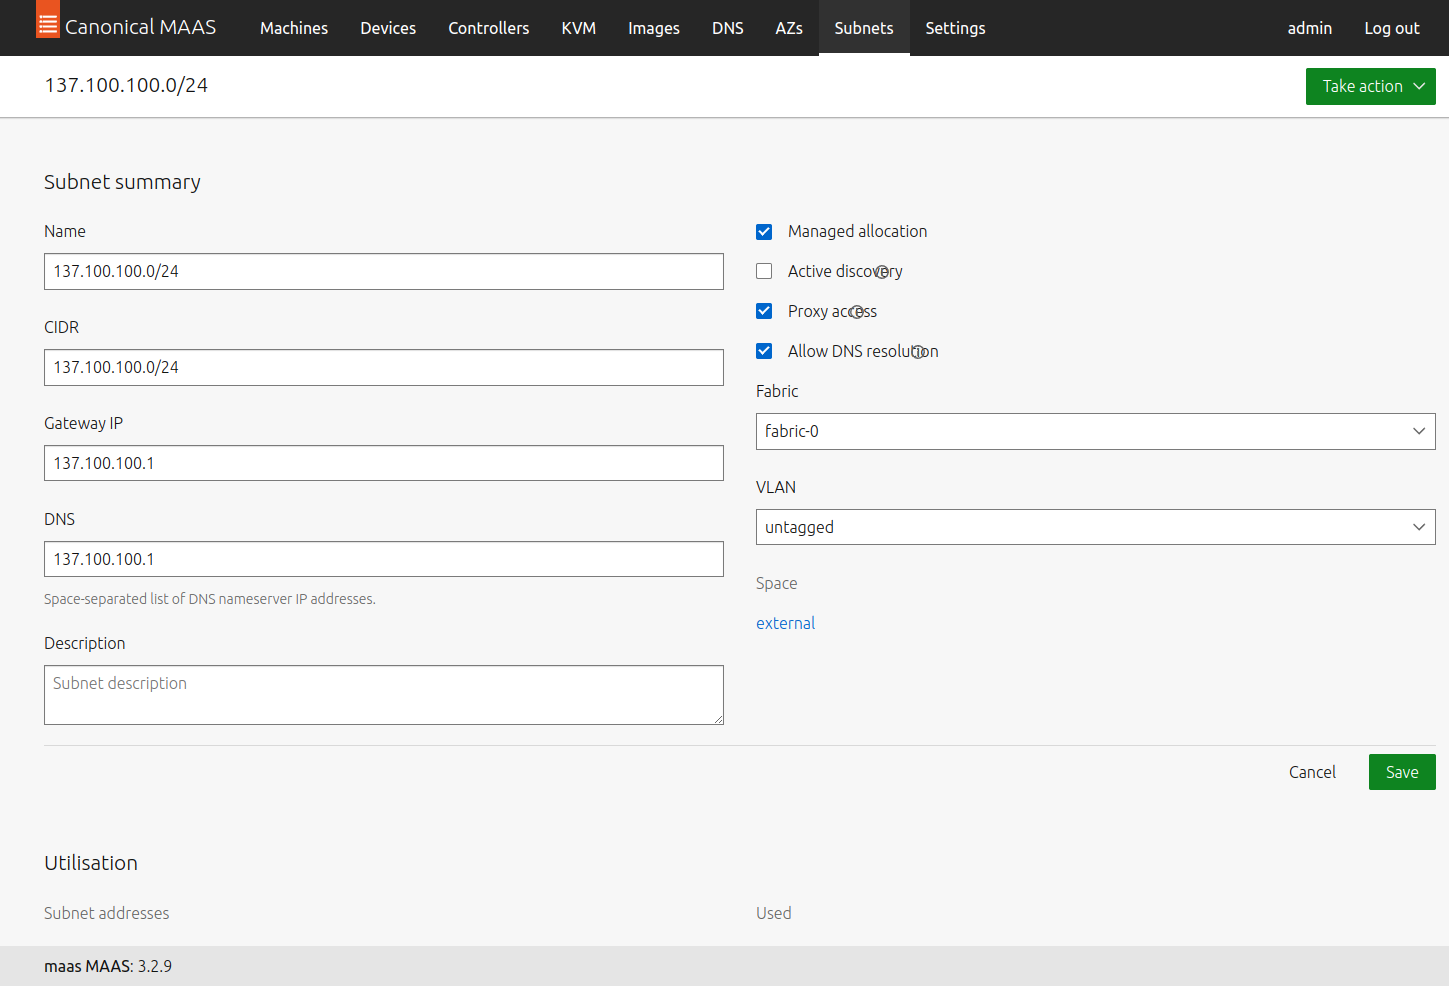 Canonical MAAS Machines Devices Controllers KVM Images DNS AZs Subnets Settings admin Log out
137.100.100.0/24
Take action
Subnet summary
Name
137.100.100.0/24
CIDR
137.100.100.0/24
Gateway IP
137.100.100.1
DNS
137.100.100.1
Space-separated list of DNS nameserver IP addresses.
Description
Subnet description
Managed allocation
Active discovery
Proxy access
Allow DNS resolution
Fabric
fabric-0
VLAN
untagged
Space
external
Cancel
Save
Utilisation
Subnet addresses
Used
maas MAAS: 3.2.9